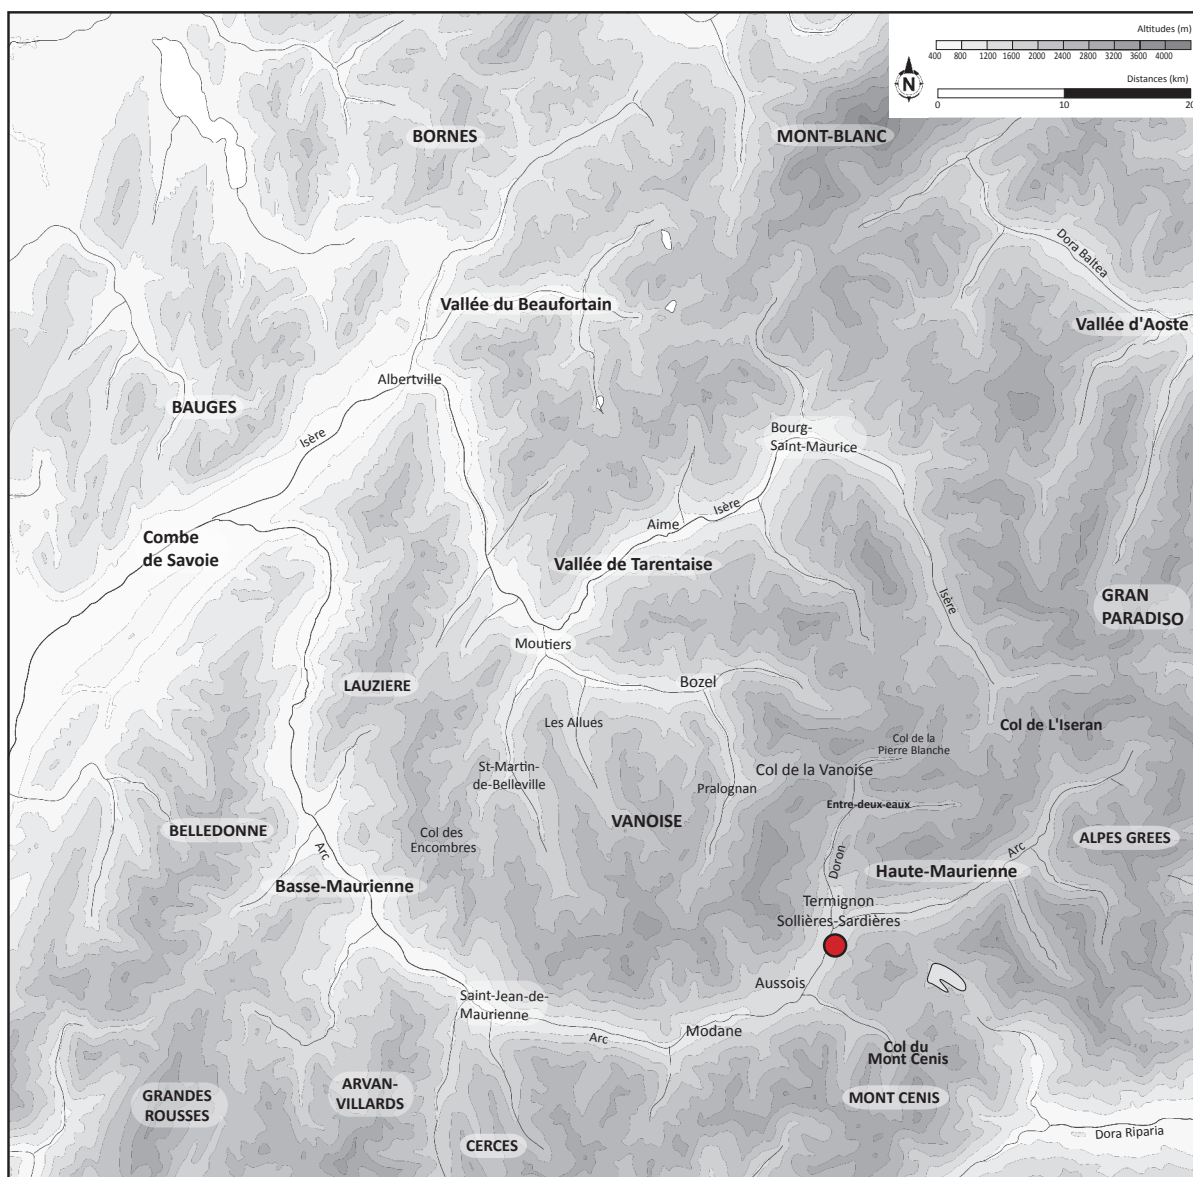 Altitudes (m)
400 800 1200 1600 2000 2400 2800 3200 3600 4000
N
Distances (km)
0 10 20
BORNES
MONT-BLANC
Dora Baltea
Vallée du Beaufortain
Vallée d'Aoste
Albertville
BAUGES
Isère
Bourg-
Saint-Maurice
Isère
Aime
Combe
de Savoie
Vallée de Tarentaise
Isère
GRAN
PARADISO
Moutiers
LAUZIERE
Bozel
Les Allues
Col de L'Iseran
Col de la
Pierre Blanche
St-Martin-
de-Belleville
Col de la Vanoise
Pralognan
Entre-deux-eaux
VANOISE
BELLEDONNE
Col des
Encombres
ALPES GREES
Arc
Arc
Doron
Haute-Maurienne
Basse-Maurienne
Termignon
Sollières-Sardières
Aussois
Saint-Jean-de-
Maurienne
Arc
Modane
Col du
Mont Cenis
GRANDES
ROUSSES
ARVAN-
VILLARDS
MONT CENIS
CERCES
Dora Riparia